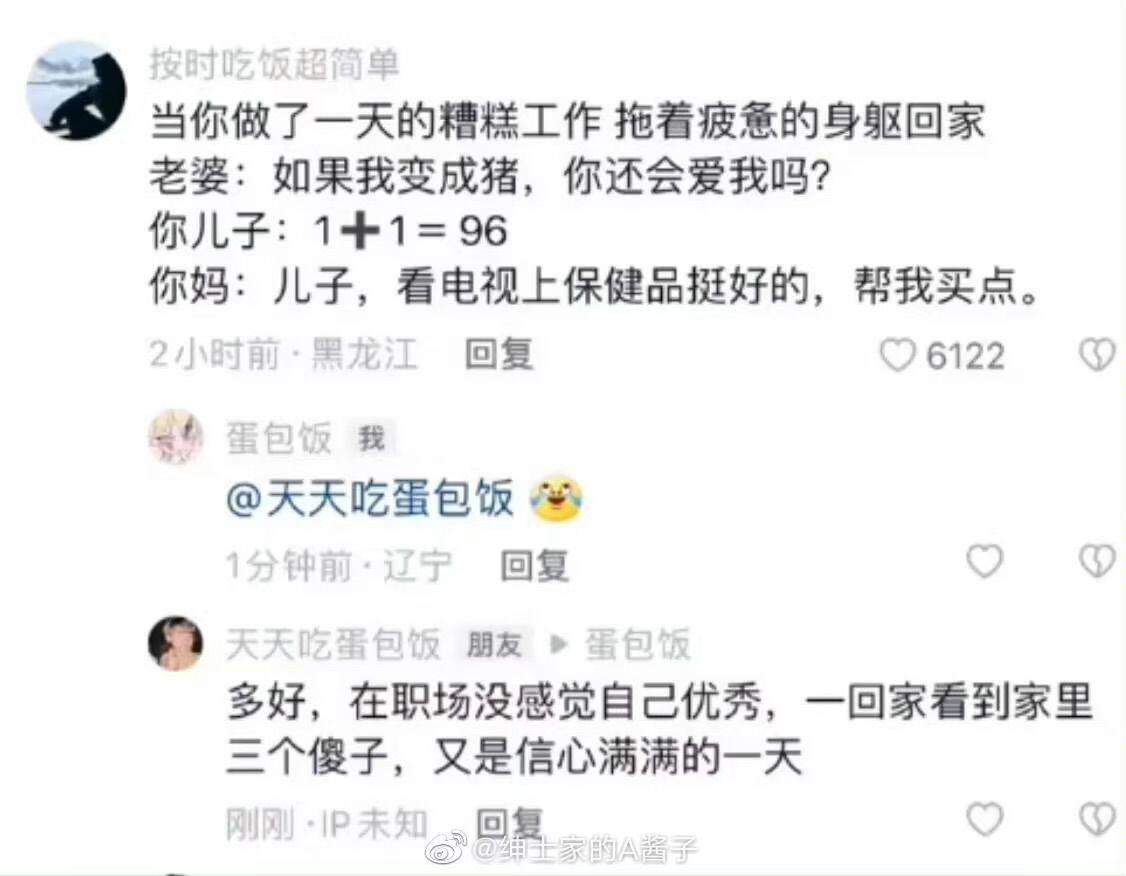 按时吃饭超简单
当你做了一天的糟糕工作 拖着疲惫的身躯回家
老婆：如果我变成猪，你还会爱我吗？
你儿子：1➕1＝96
你妈：儿子，看电视上保健品挺好的，帮我买点。
2小时前·黑龙江 回复 6122
蛋包饭 我
@天天吃蛋包饭
1分钟前·辽宁 回复
天天吃蛋包饭 朋友 ▶ 蛋包饭
多好，在职场没感觉自己优秀，一回家看到家里
三个傻子，又是信心满满的一天
刚刚·IP未知 回复
@绅士家的A酱子